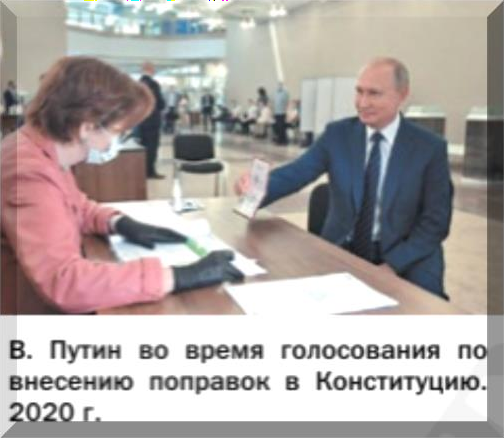 В. Путин во время голосования по
внесению поправок в Конституцию.
2020 г.